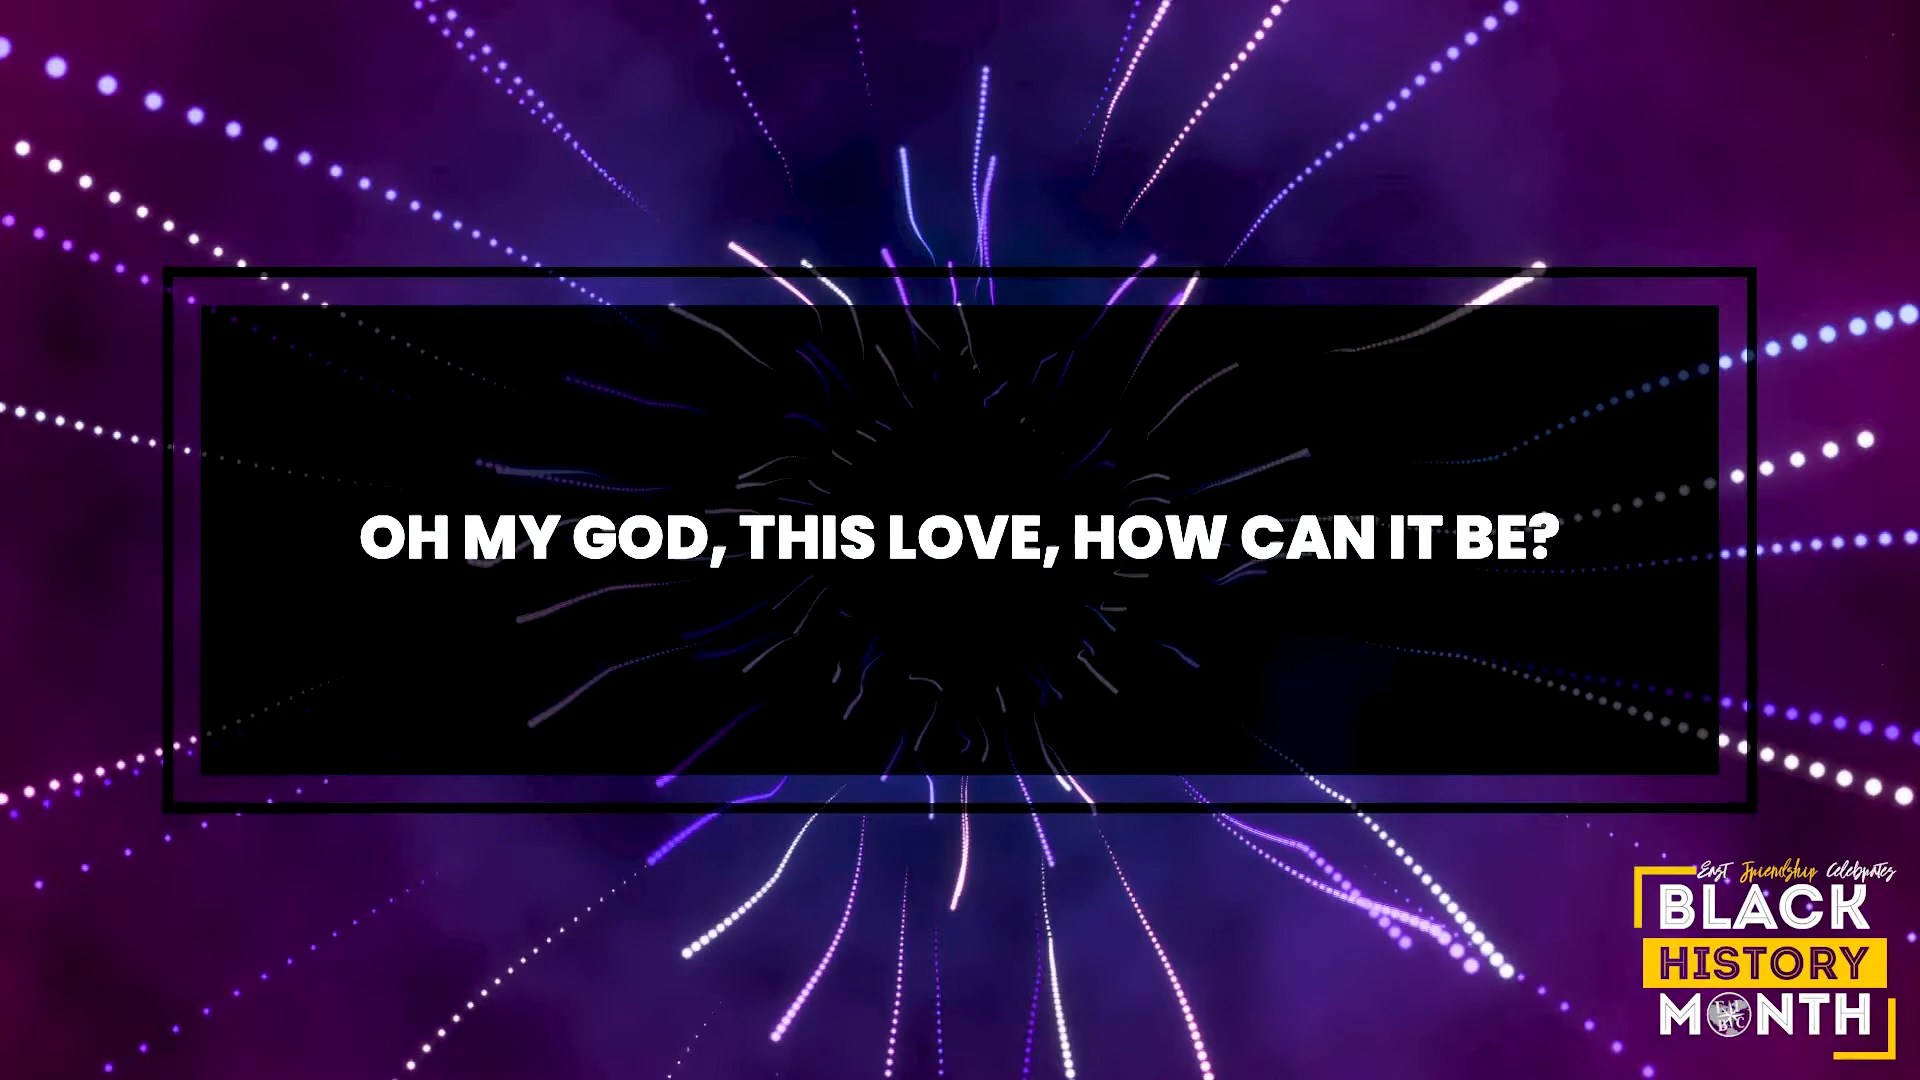 OH MY GOD, THIS LOVE, HOW CAN IT BE?
East Friendship Celebrates
BLACK
HISTORY
MONTH